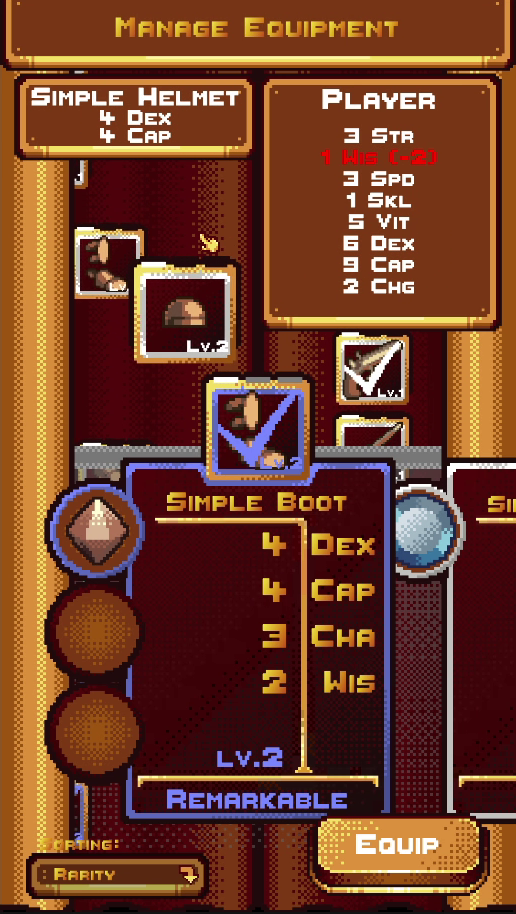 Manage Equipment
Simple Helmet
4 Dex
4 Cap
Player
3 Str
1 Wis (-2)
3 Spd
1 Skl
5 Vit
6 Dex
9 Cap
2 Chg
Lv.2
Simple Boot
4 Dex
4 Cap
3 Cha
2 Wis
Lv.2
Remarkable
Equip
Rarity